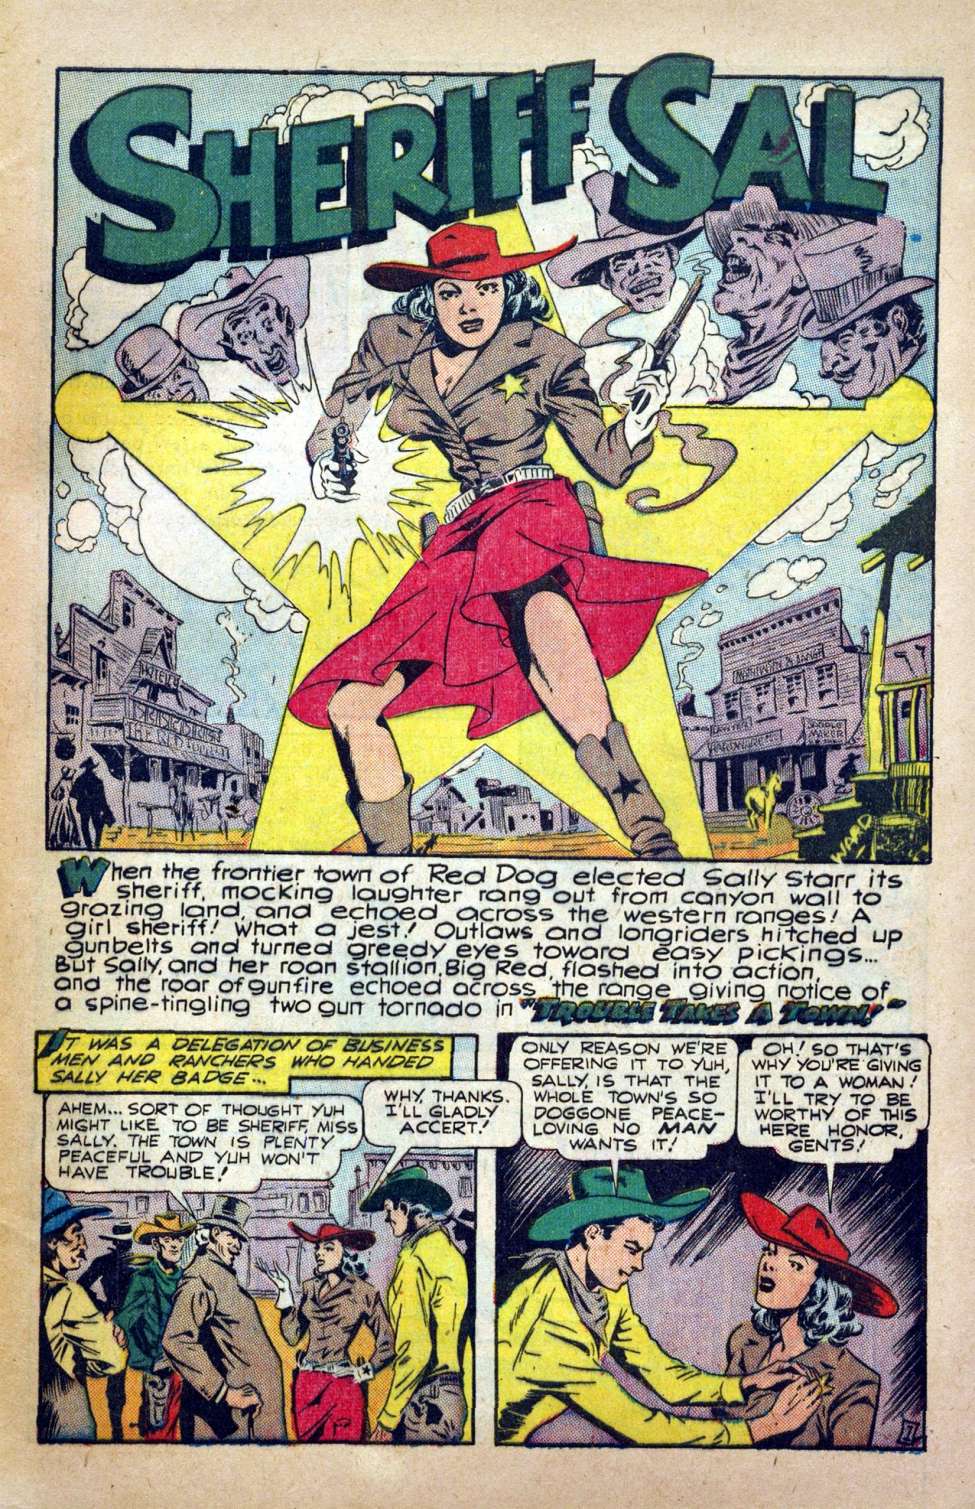 SHERIFF SAL
HOTEL
HARDWARE
SADDLE
MAKER
WARD
When the frontier town of Red Dog elected Sally Starr its
sheriff, mocking laughter rang out from canyon wall to
grazing land, and echoed across the western ranges! A
girl sheriff! What a jest! Outlaws and longriders hitched up
gunbelts and turned greedy eyes toward easy pickings...
But Sally, and her roan stallion, Big Red, flashed into action,
and the roar of gunfire echoed across the range giving notice of
a spine-tingling two gun tornado in "TROUBLE TAKES A TOWN!"
IT WAS A DELEGATION OF BUSINESS
MEN AND RANCHERS WHO HANDED
SALLY HER BADGE...
AHEM... SORT OF THOUGHT YUH
MIGHT LIKE TO BE SHERIFF, MISS
SALLY. THE TOWN IS PLENTY
PEACEFUL AND YUH WON'T
HAVE TROUBLE!
WHY, THANKS.
I'LL GLADLY
ACCERT!
ONLY REASON WE'RE
OFFERING IT TO YUH,
SALLY, IS THAT THE
WHOLE TOWN'S SO
DOGGONE PEACE-
LOVING NO MAN
WANTS IT!
OH! SO THAT'S
WHY YOU'RE GIVING
IT TO A WOMAN!
I'LL TRY TO BE
WORTHY OF THIS
HERE HONOR,
GENTS!
1